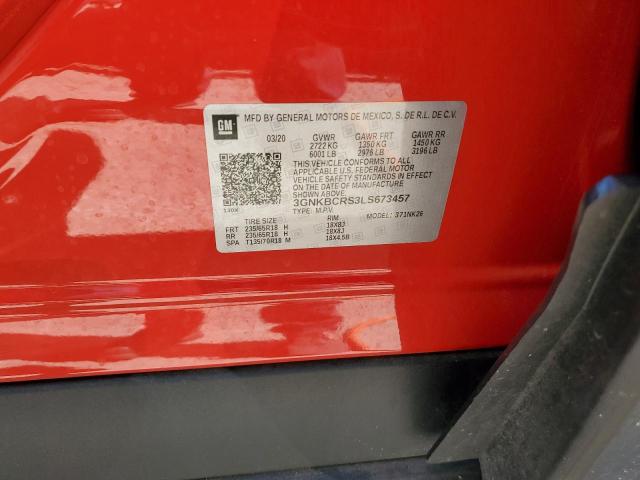 GM
MFD BY GENERAL MOTORS DE MEXICO, S. DE R.L. DE C.V.
03/20 GVWR GAWR FRT GAWR RR
2722 KG 1350 KG 1450 KG
6001 LB 2976 LB 3196 LB
THIS VEHICLE CONFORMS TO ALL
APPLICABLE U.S. FEDERAL MOTOR
VEHICLE SAFETY STANDARDS IN EFFECT
ON THE DATE OF MANUFACTURE
SHOWN ABOVE.
3GNKBCRS3LS673457
TYPE: M.P.V. MODEL: 371NK26
TIRE SIZE RIM
FRT 235/65R18 H 18X8J
RR 235/65R18 H 18X8J
SPA T135/70R18 M 18X4.5B